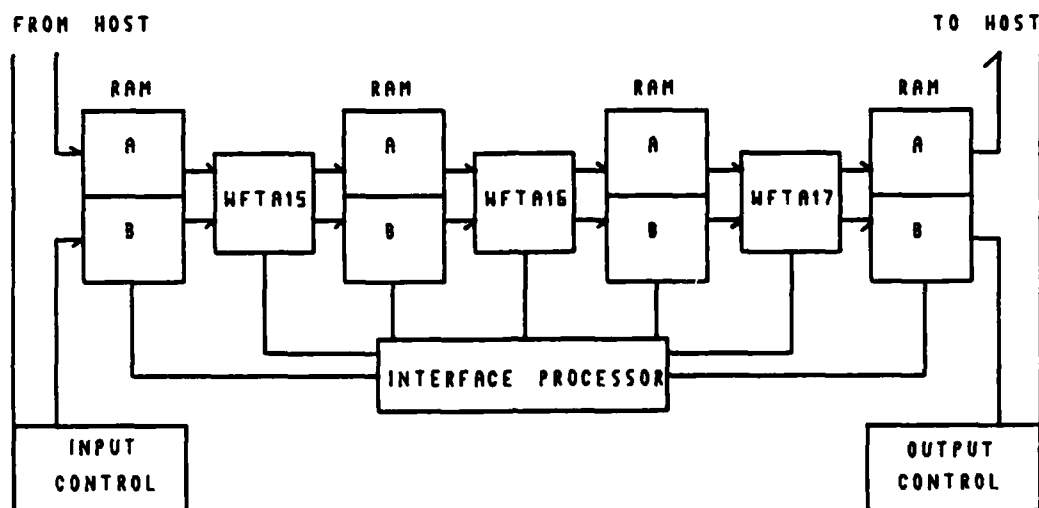 FROM HOST
TO HOST
RAM
RAM
RAM
RAM
A
A
A
A
B
B
B
B
WFTA15
WFTA16
WFTA17
INTERFACE PROCESSOR
INPUT
CONTROL
OUTPUT
CONTROL